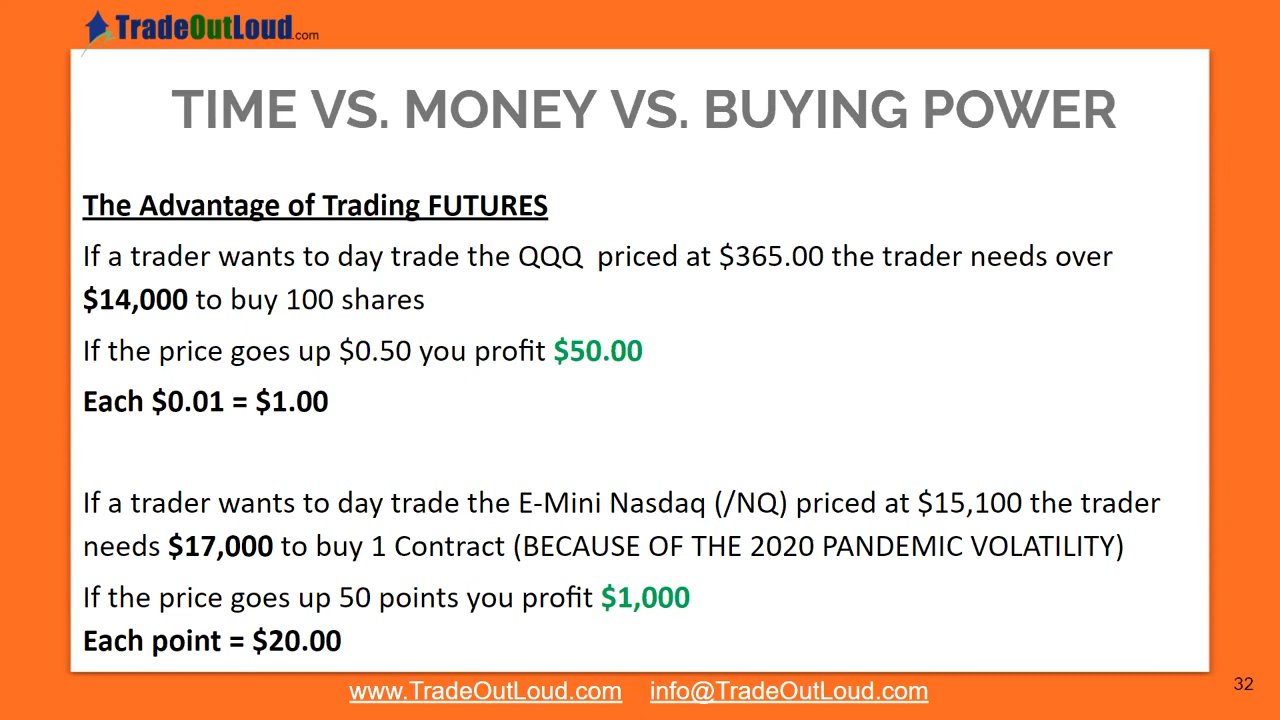 TradeOutLoud.com
TIME VS. MONEY VS. BUYING POWER
The Advantage of Trading FUTURES
If a trader wants to day trade the QQQ priced at $365.00 the trader needs over
$14,000 to buy 100 shares
If the price goes up $0.50 you profit $50.00
Each $0.01 = $1.00
If a trader wants to day trade the E-Mini Nasdaq (/NQ) priced at $15,100 the trader
needs $17,000 to buy 1 Contract (BECAUSE OF THE 2020 PANDEMIC VOLATILITY)
If the price goes up 50 points you profit $1,000
Each point = $20.00
www.TradeOutLoud.com info@TradeOutLoud.com
32